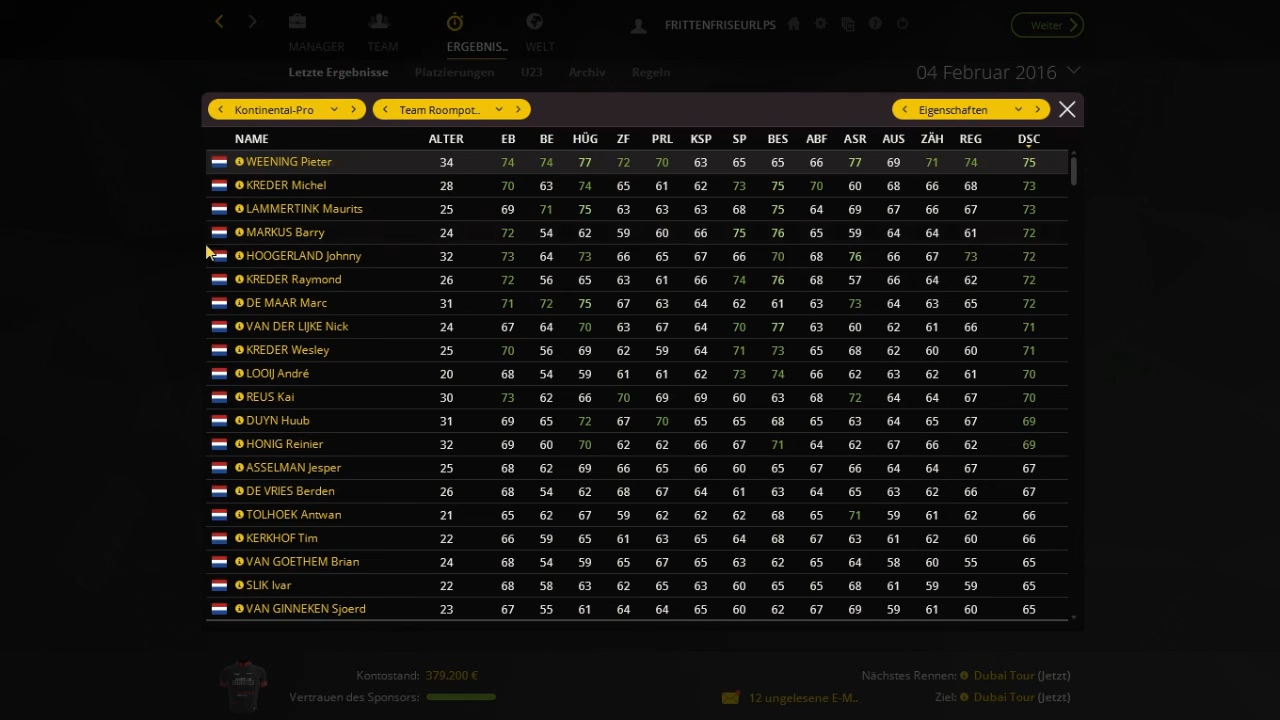 MANAGER TEAM ERGEBNIS.. WELT
FRITTENFRISEURLPS
Weiter
Letzte Ergebnisse Platzierungen U23 Archiv Regeln
04 Februar 2016
Kontinental-Pro Team Roompot.. Eigenschaften
NAME ALTER EB BE HÜG ZF PRL KSP SP BES ABF ASR AUS ZÄH REG DSC
WEENING Pieter 34 74 74 77 72 70 63 65 65 66 77 69 71 74 75
KREDER Michel 28 70 63 74 65 61 62 73 75 70 60 68 66 68 73
LAMMERTINK Maurits 25 69 71 75 63 63 63 68 75 64 69 67 66 67 73
MARKUS Barry 24 72 54 62 59 60 66 75 76 65 59 64 64 61 72
HOOGERLAND Johnny 32 73 64 73 66 65 67 66 70 68 76 66 67 73 72
KREDER Raymond 26 72 56 65 63 61 66 74 76 68 57 66 64 62 72
DE MAAR Marc 31 71 72 75 67 63 64 62 61 63 73 64 63 65 72
VAN DER LIJKE Nick 24 67 64 70 63 67 64 70 77 63 60 62 61 66 71
KREDER Wesley 25 70 56 69 62 59 64 71 73 65 68 62 60 60 71
LOOIJ André 20 68 54 59 61 61 62 73 74 66 62 63 62 61 70
REUS Kai 30 73 62 66 70 69 69 60 63 68 72 64 64 67 70
DUYN Huub 31 69 65 72 67 70 65 65 68 65 63 64 65 67 69
HONIG Reinier 32 69 60 70 62 62 66 67 71 64 62 67 66 62 69
ASSELMAN Jesper 25 68 62 69 66 65 66 60 65 67 66 64 64 67 67
DE VRIES Berden 26 68 54 62 68 67 64 61 63 64 65 63 62 66 67
TOLHOEK Antwan 21 65 62 67 59 62 62 62 68 65 71 59 61 62 66
KERKHOF Tim 22 66 59 65 61 63 65 64 68 67 63 61 62 60 66
VAN GOETHEM Brian 24 68 58 59 65 67 65 63 62 65 64 58 60 55 65
SLIK Ivar 22 68 58 63 62 65 63 60 65 65 68 61 59 59 65
VAN GINNEKEN Sjoerd 23 67 55 61 64 64 65 60 62 67 69 59 61 60 65
Kontostand: 379.200 €
Vertrauen des Sponsors:
12 ungelesene E-M..
Nächstes Rennen: Dubai Tour (Jetzt)
Ziel: Dubai Tour (Jetzt)